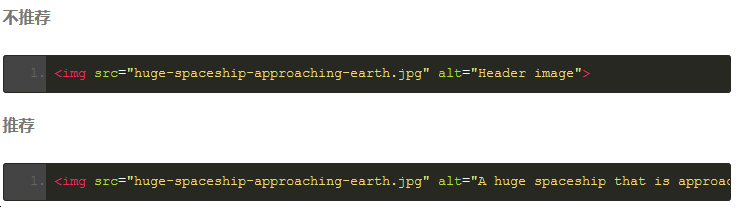 不推荐
1. <img src="huge-spaceship-approaching-earth.jpg" alt="Header image">
推荐
1. <img src="huge-spaceship-approaching-earth.jpg" alt="A huge spaceship that is approac